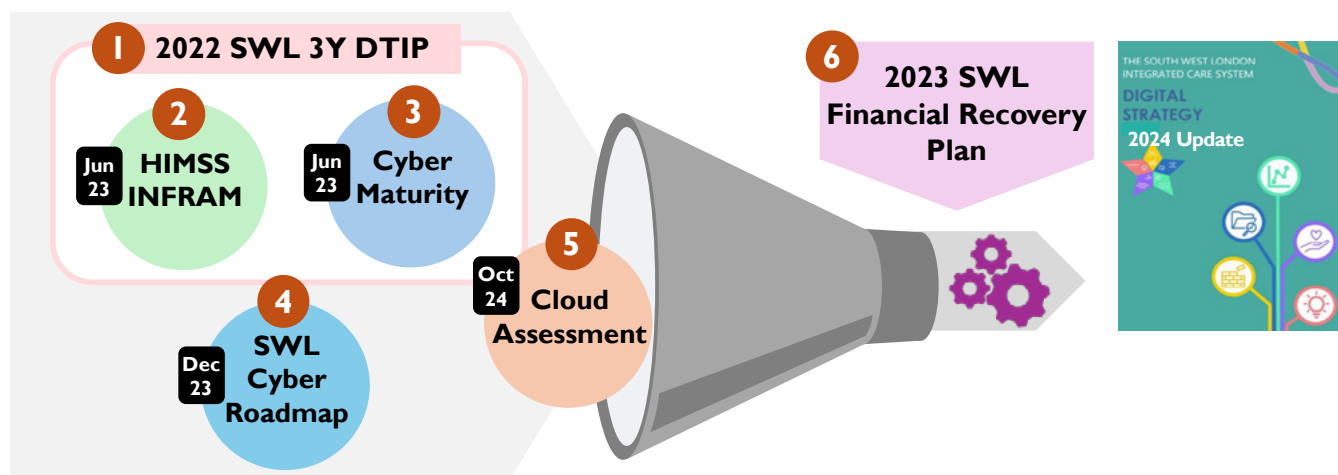 1
2022 SWL 3Y DTIP
2
Jun
23
HIMSS
INFRAM
3
Jun
23
Cyber
Maturity
4
Dec
23
SWL
Cyber
Roadmap
5
Oct
24
Cloud
Assessment
6
2023 SWL
Financial Recovery
Plan
THE SOUTH WEST LONDON
INTEGRATED CARE SYSTEM
DIGITAL
STRATEGY
2024 Update